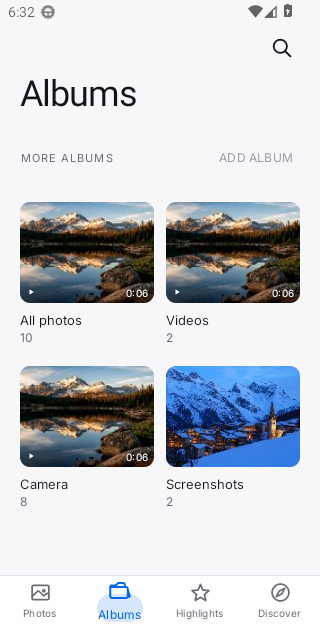 6:32
Albums
MORE ALBUMS
ADD ALBUM
0:06
0:06
All photos
Videos
10
2
0:06
Camera
Screenshots
8
2
Photos
Albums
Highlights
Discover